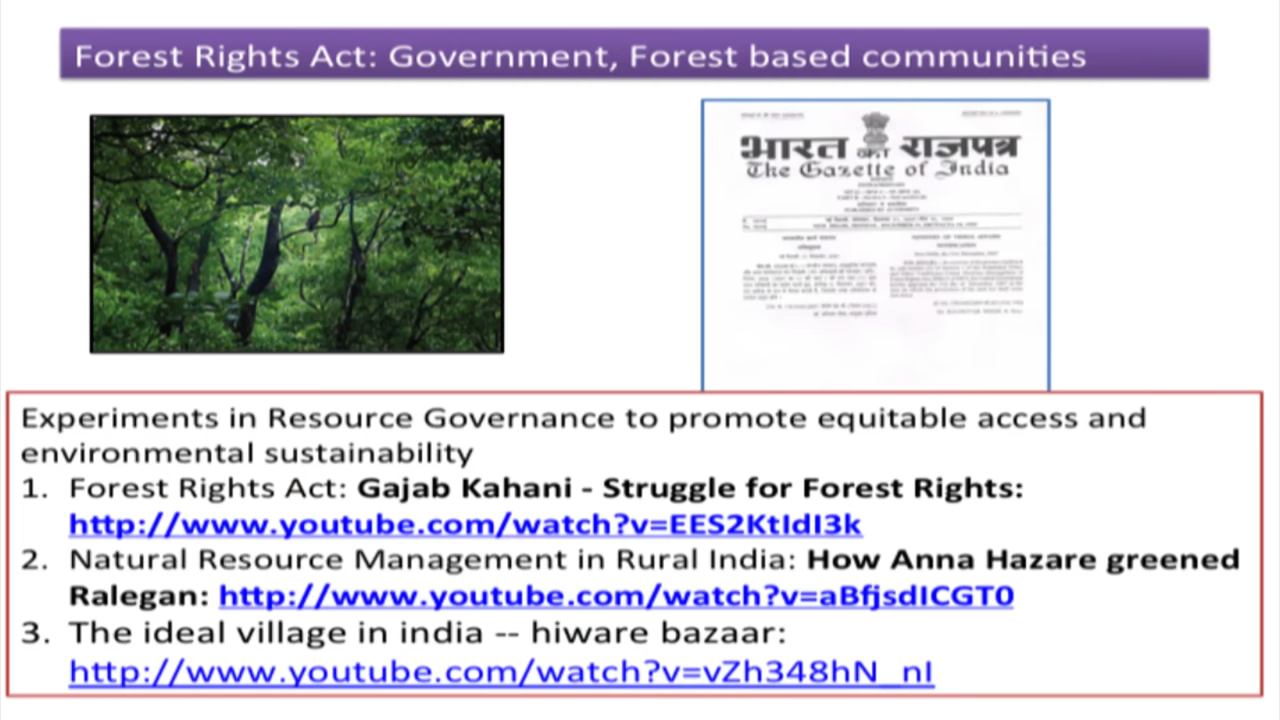 Forest Rights Act: Government, Forest based communities
भारत का राजपत्र
The Gazette of India
Experiments in Resource Governance to promote equitable access and
environmental sustainability
1. Forest Rights Act: Gajab Kahani - Struggle for Forest Rights:
http://www.youtube.com/watch?v=EES2KtIdI3k
2. Natural Resource Management in Rural India: How Anna Hazare greened
Ralegan: http://www.youtube.com/watch?v=aBfjsdICGT0
3. The ideal village in india -- hiware bazaar:
http://www.youtube.com/watch?v=vZh348hN_nI